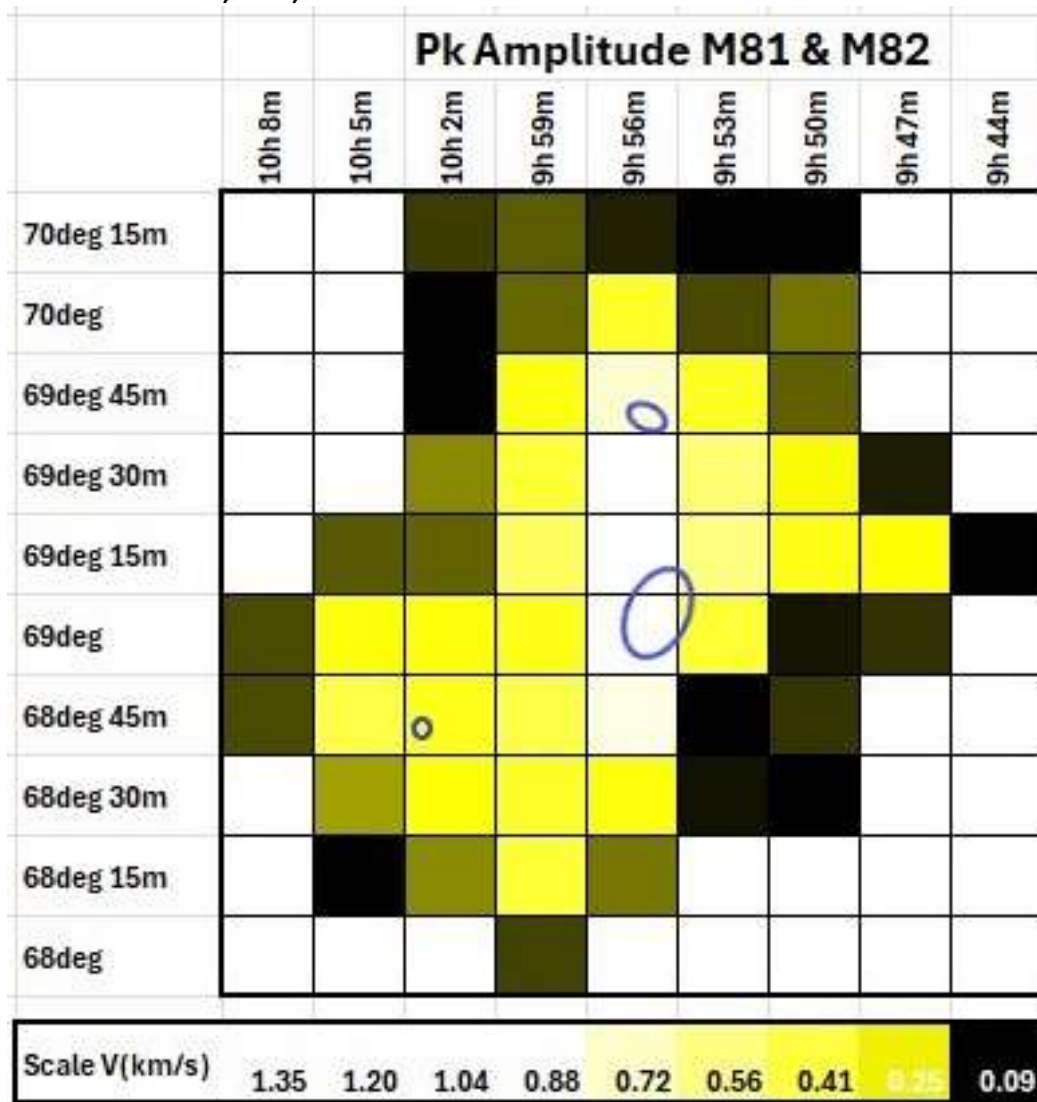 Pk Amplitude M81 & M82
10h 8m 10h 5m 10h 2m 9h 59m 9h 56m 9h 53m 9h 50m 9h 47m 9h 44m
70deg 15m
70deg
69deg 45m
69deg 30m
69deg 15m
69deg
68deg 45m
68deg 30m
68deg 15m
68deg
Scale V(km/s) 1.35 1.20 1.04 0.88 0.72 0.56 0.41 0.25 0.09